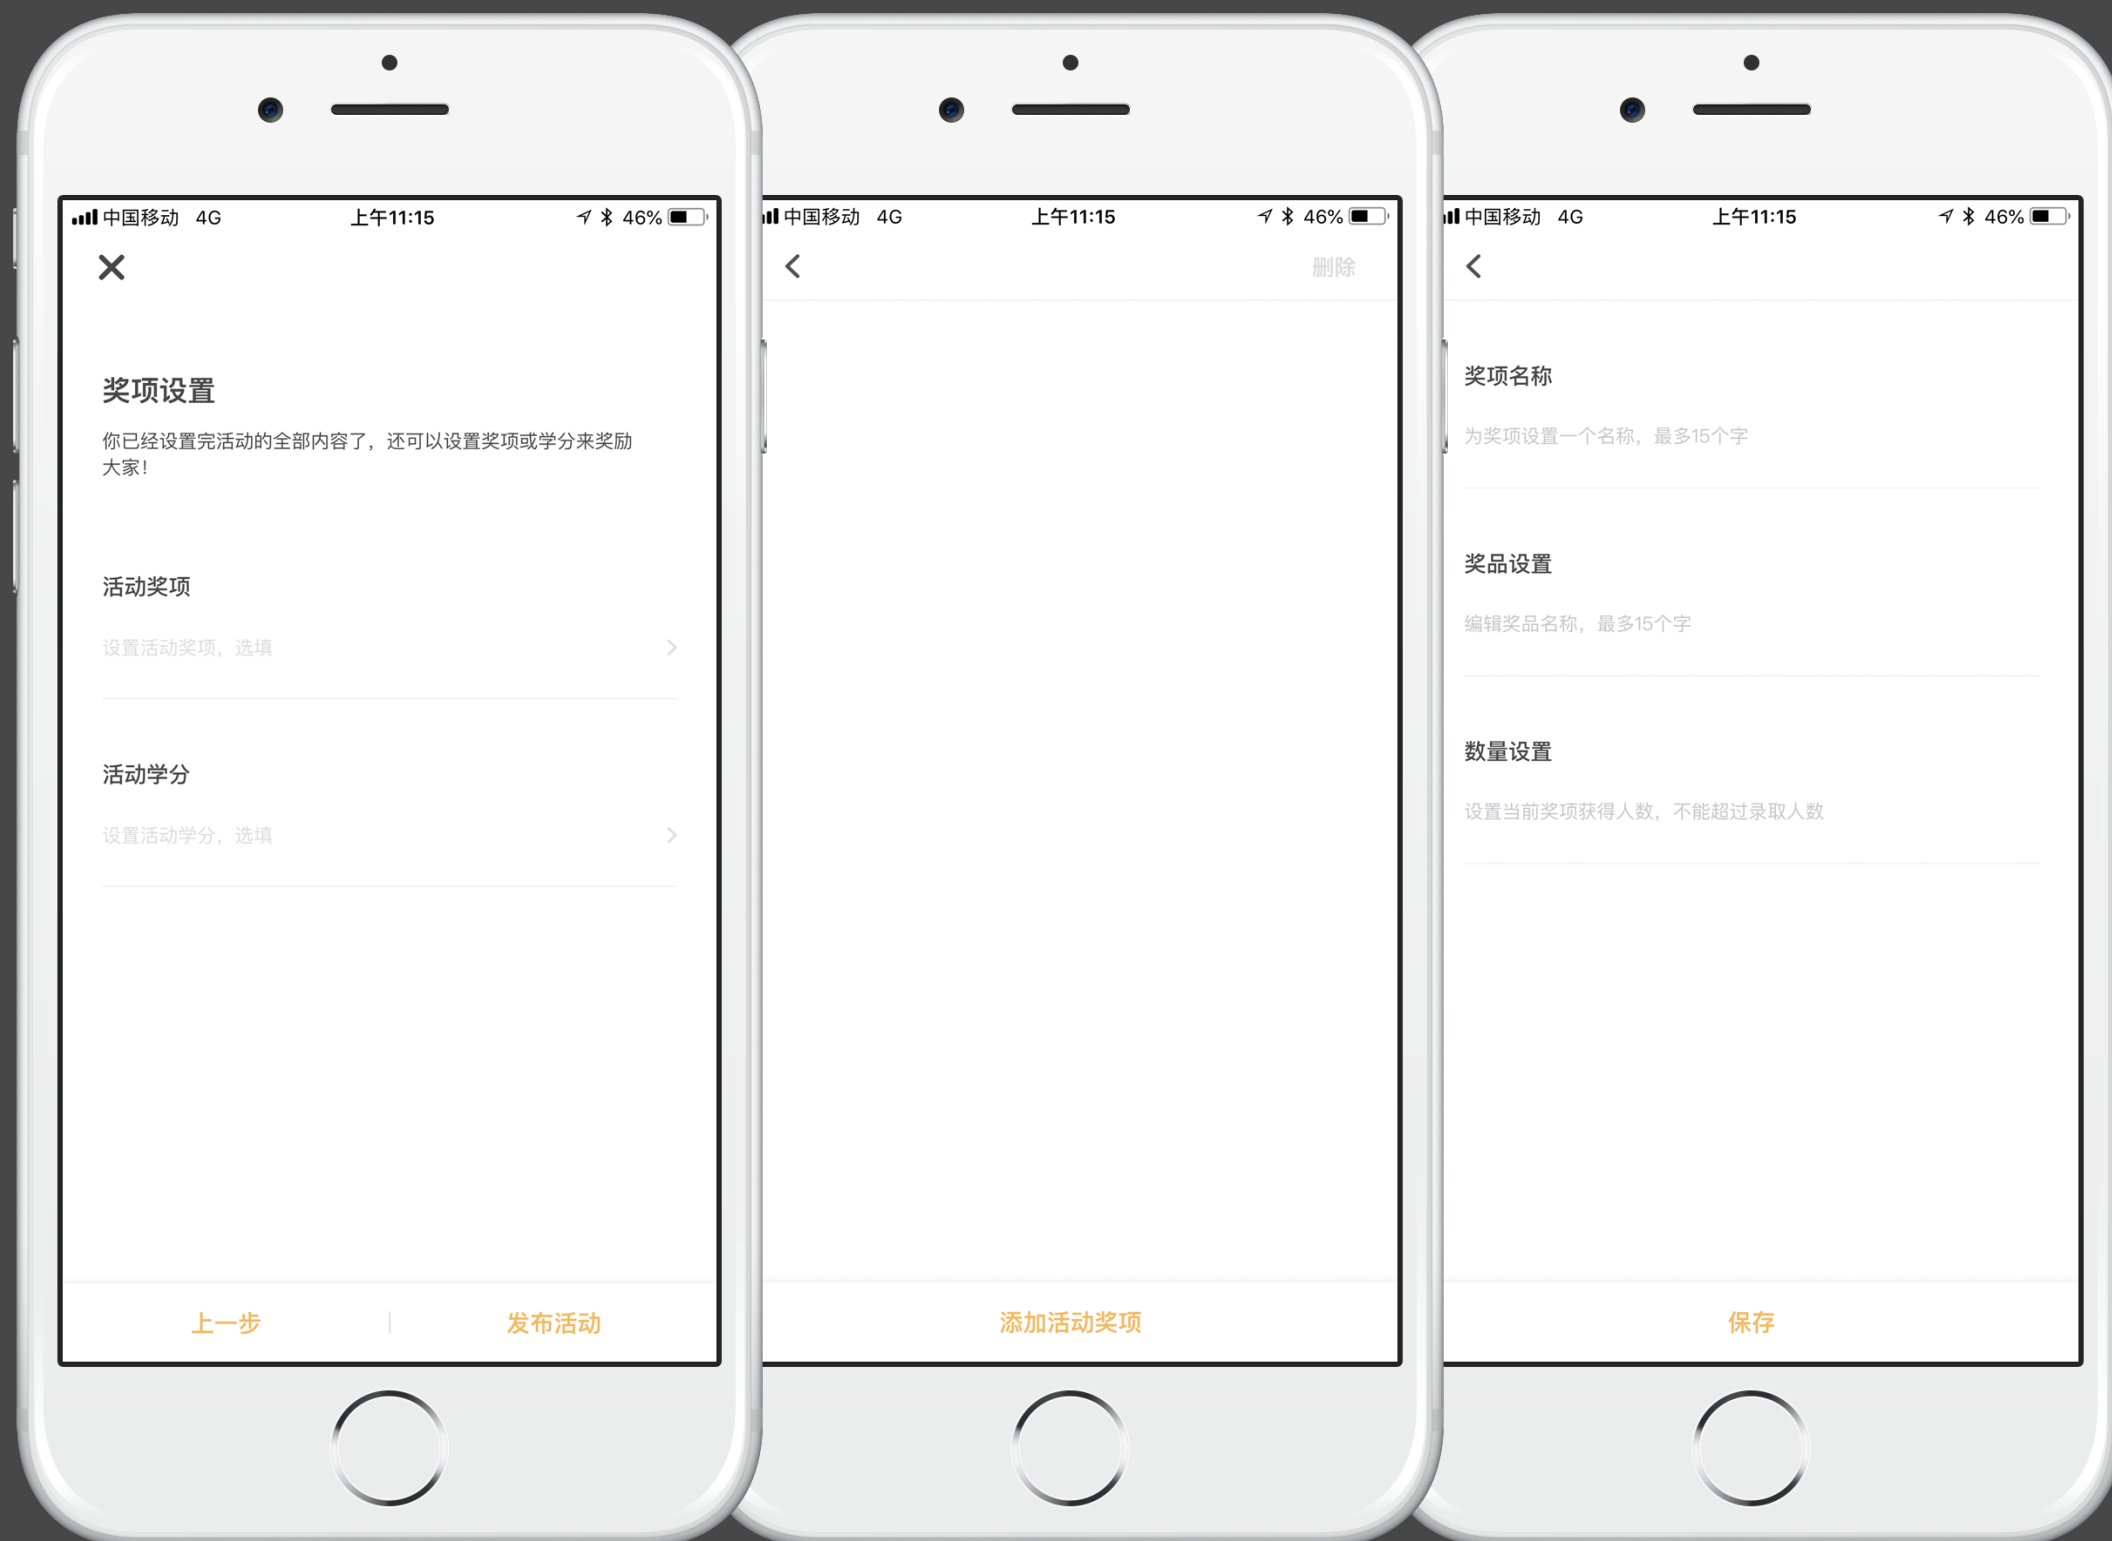 中国移动 4G 上午11:15 46%
奖项设置
你已经设置完活动的全部内容了，还可以设置奖项或学分来奖励
大家！
活动奖项
设置活动奖项，选填
活动学分
设置活动学分，选填
上一步
发布活动
中国移动 4G 上午11:15 46%
删除
添加活动奖项
中国移动 4G 上午11:15 46%
奖项名称
为奖项设置一个名称，最多15个字
奖品设置
编辑奖品名称，最多15个字
数量设置
设置当前奖项获得人数，不能超过录取人数
保存